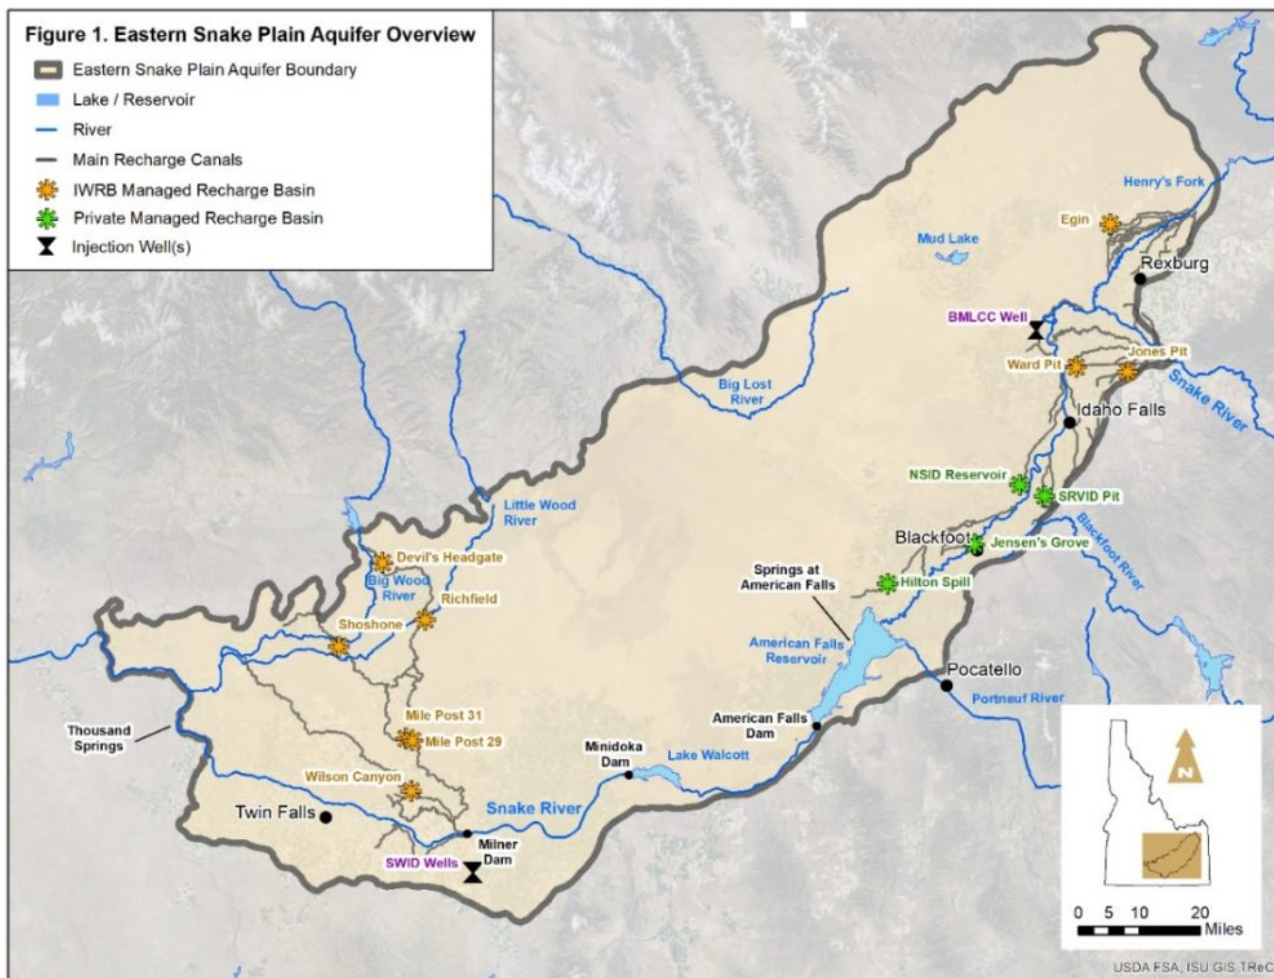 Figure 1. Eastern Snake Plain Aquifer Overview
Eastern Snake Plain Aquifer Boundary
Lake / Reservoir
River
Main Recharge Canals
IWRB Managed Recharge Basin
Private Managed Recharge Basin
Injection Well(s)
Henry's Fork
Egin
Mud Lake
Rexburg
BMLCC Well
Jones Pit
Ward Pit
Snake River
Big Lost
River
Idaho Falls
NSID Reservoir
SRVID Pit
Little Wood
River
Blackfoot River
Blackfoot
Jensen's Grove
Devil's Headgate
Big Wood
River
Springs at
American Falls
Hilton Spill
Richfield
Shoshone
American Falls
Reservoir
Pocatello
Portneuf River
Thousand
Springs
Mile Post 31
Mile Post 29
American Falls
Dam
Minidoka
Dam
Lake Walcott
Wilson Canyon
Twin Falls
Snake River
Milner
Dam
SWID Wells
N
0 5 10 20
Miles
USDA FSA, ISU GIS TReC